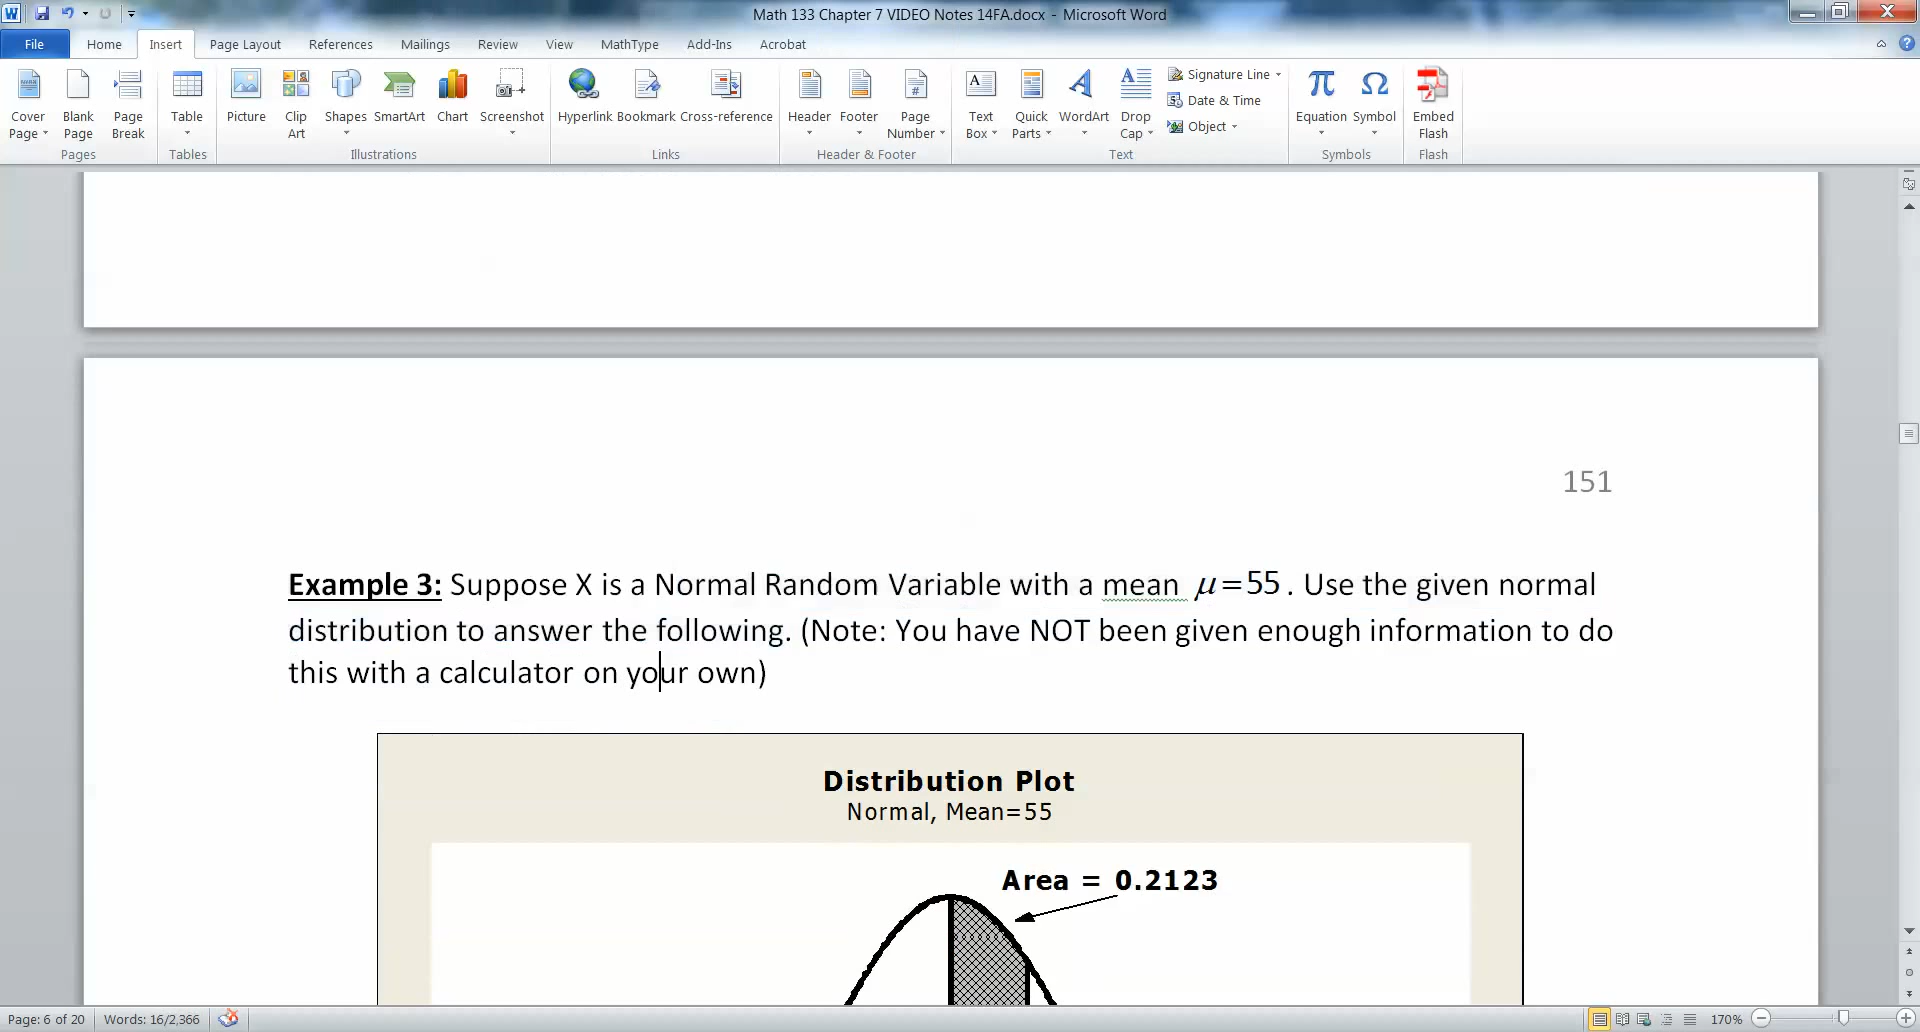 Math 133 Chapter 7 VIDEO Notes 14FA.docx - Microsoft Word
File Home Insert Page Layout References Mailings Review View MathType Add-Ins Acrobat
Cover Page
Blank Page
Page Break
Table
Picture
Clip Art
Shapes
SmartArt
Chart
Screenshot
Hyperlink
Bookmark
Cross-reference
Header
Footer
Page Number
Text Box
Quick Parts
WordArt
Drop Cap
Signature Line
Date & Time
Object
Equation
Symbol
Embed Flash
Pages Tables Illustrations Links Header & Footer Text Symbols Flash
151
Example 3: Suppose X is a Normal Random Variable with a mean μ=55. Use the given normal
distribution to answer the following. (Note: You have NOT been given enough information to do
this with a calculator on your own)
Distribution Plot
Normal, Mean=55
Area = 0.2123
Page: 6 of 20 Words: 16/2,366 170%